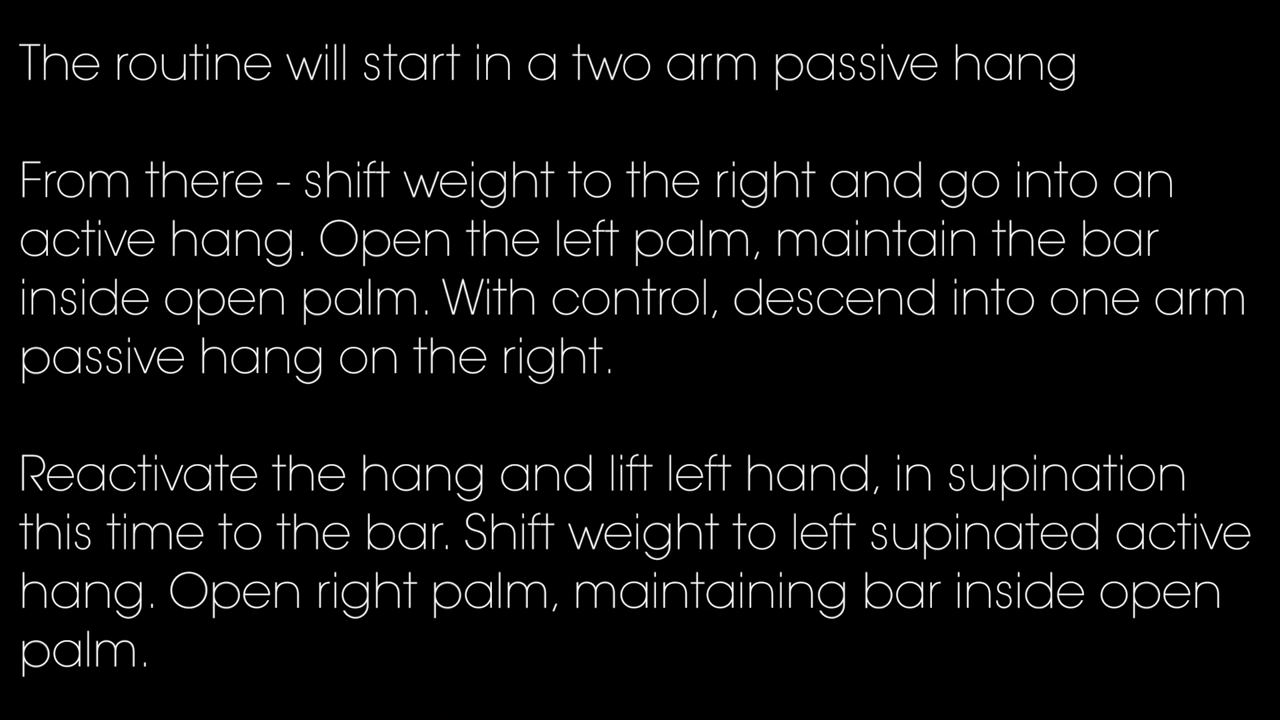 The routine will start in a two arm passive hang
From there - shift weight to the right and go into an
active hang. Open the left palm, maintain the bar
inside open palm. With control, descend into one arm
passive hang on the right.
Reactivate the hang and lift left hand, in supination
this time to the bar. Shift weight to left supinated active
hang. Open right palm, maintaining bar inside open
palm.